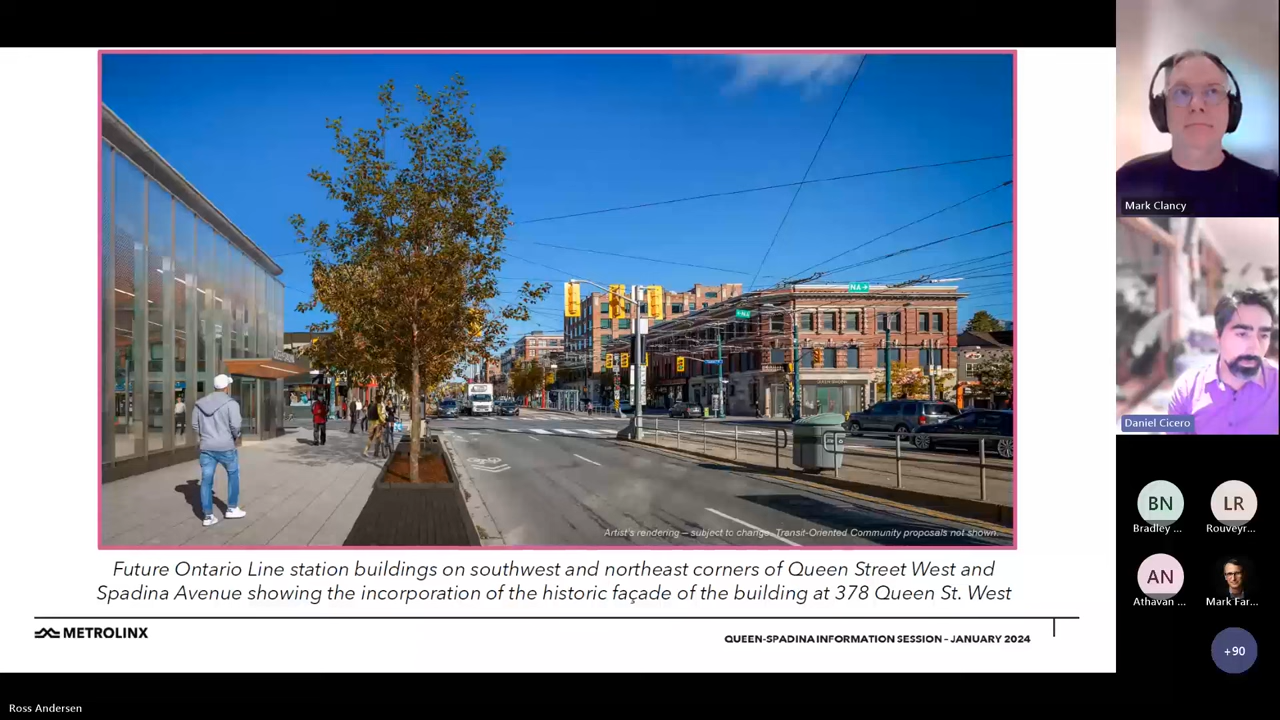 Artist's rendering – subject to change. Transit-Oriented Community proposals not shown.
Future Ontario Line station buildings on southwest and northeast corners of Queen Street West and
Spadina Avenue showing the incorporation of the historic façade of the building at 378 Queen St. West
METROLINX
QUEEN-SPADINA INFORMATION SESSION – JANUARY 2024
Mark Clancy
Daniel Cicero
BN
Bradley ...
LR
Rouveyr...
AN
Athavan ...
Mark Far...
+90
Ross Andersen